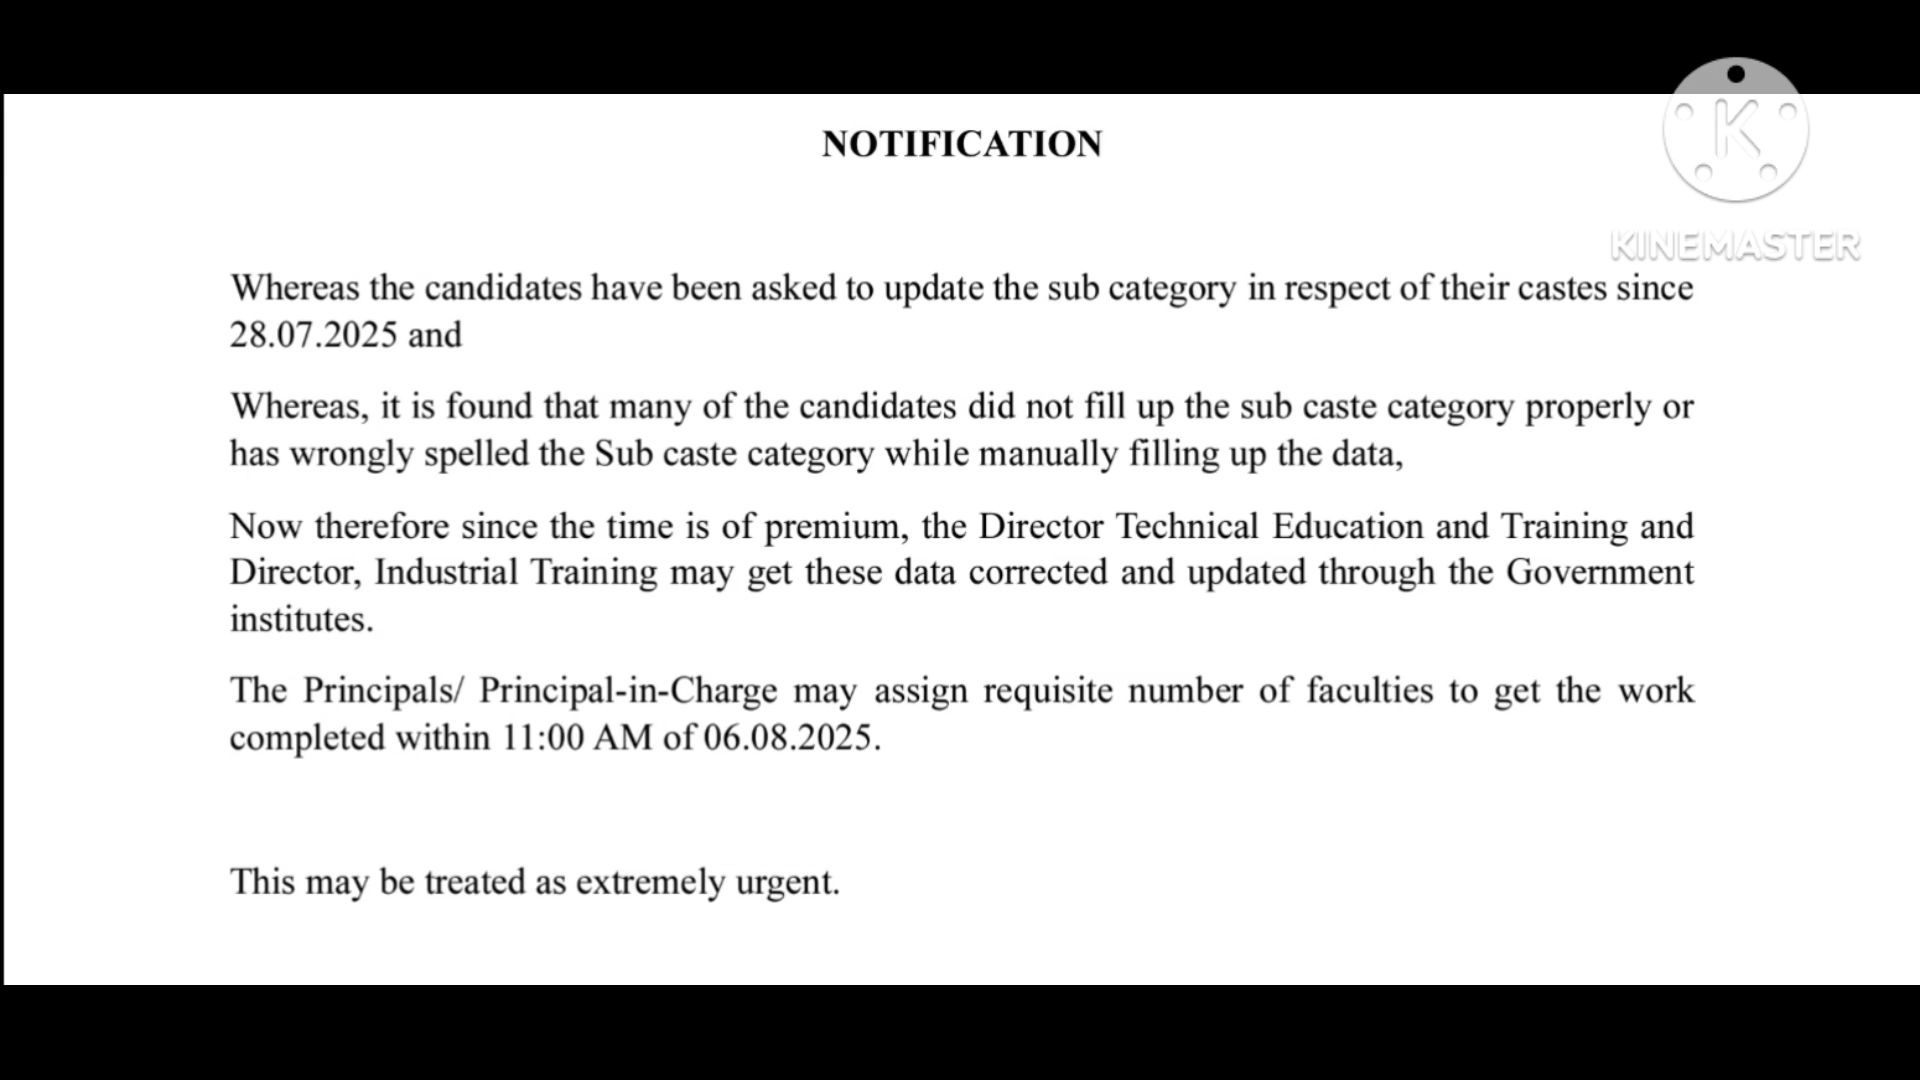 NOTIFICATION
K
KINEMASTER
Whereas the candidates have been asked to update the sub category in respect of their castes since
28.07.2025 and
Whereas, it is found that many of the candidates did not fill up the sub caste category properly or
has wrongly spelled the Sub caste category while manually filling up the data,
Now therefore since the time is of premium, the Director Technical Education and Training and
Director, Industrial Training may get these data corrected and updated through the Government
institutes.
The Principals/ Principal-in-Charge may assign requisite number of faculties to get the work
completed within 11:00 AM of 06.08.2025.
This may be treated as extremely urgent.